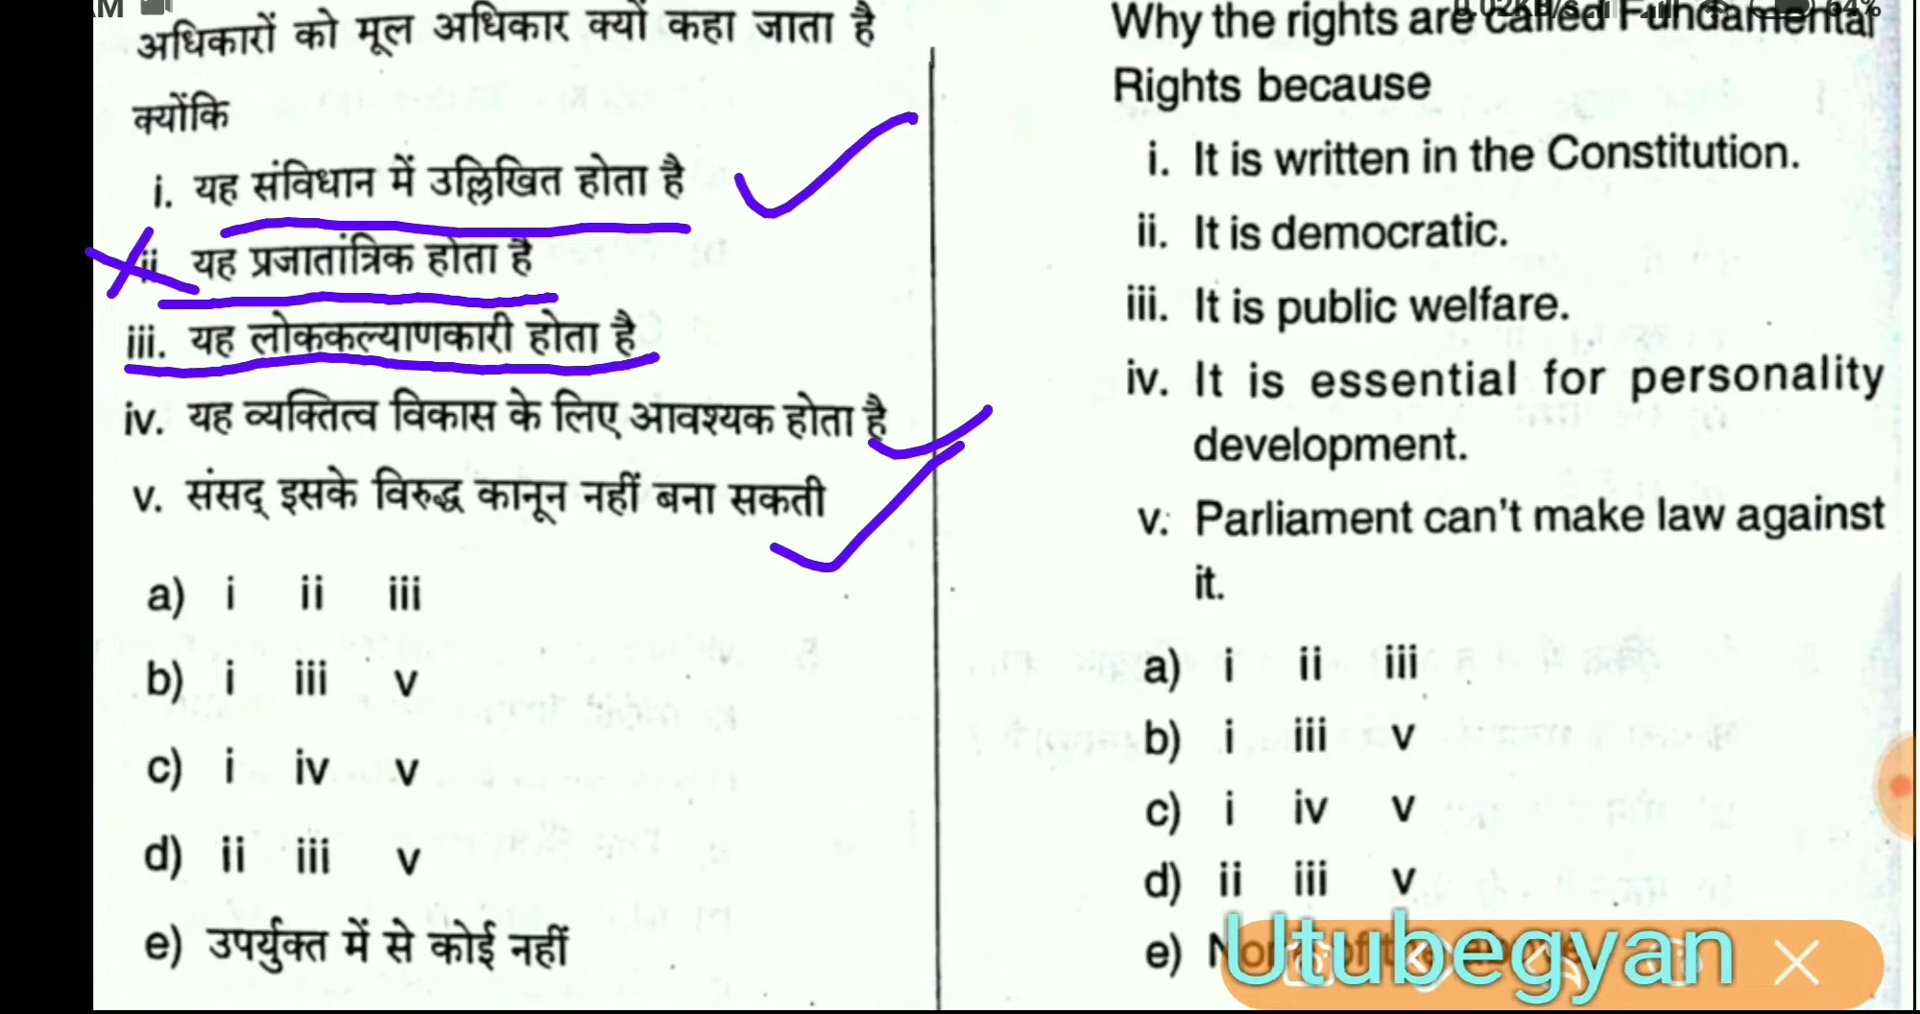 अधिकारों को मूल अधिकार क्यों कहा जाता है
क्योंकि
i. यह संविधान में उल्लिखित होता है
ii. यह प्रजातांत्रिक होता है
iii. यह लोककल्याणकारी होता है
iv. यह व्यक्तित्व विकास के लिए आवश्यक होता है
v. संसद् इसके विरुद्ध कानून नहीं बना सकती
a) i ii iii
b) i iii v
c) i iv v
d) ii iii v
e) उपर्युक्त में से कोई नहीं
Why the rights are called Fundamental
Rights because
i. It is written in the Constitution.
ii. It is democratic.
iii. It is public welfare.
iv. It is essential for personality
development.
v. Parliament can't make law against
it.
a) i ii iii
b) i iii v
c) i iv v
d) ii iii v
e)
Utubegyan
0.02KB/s
64%